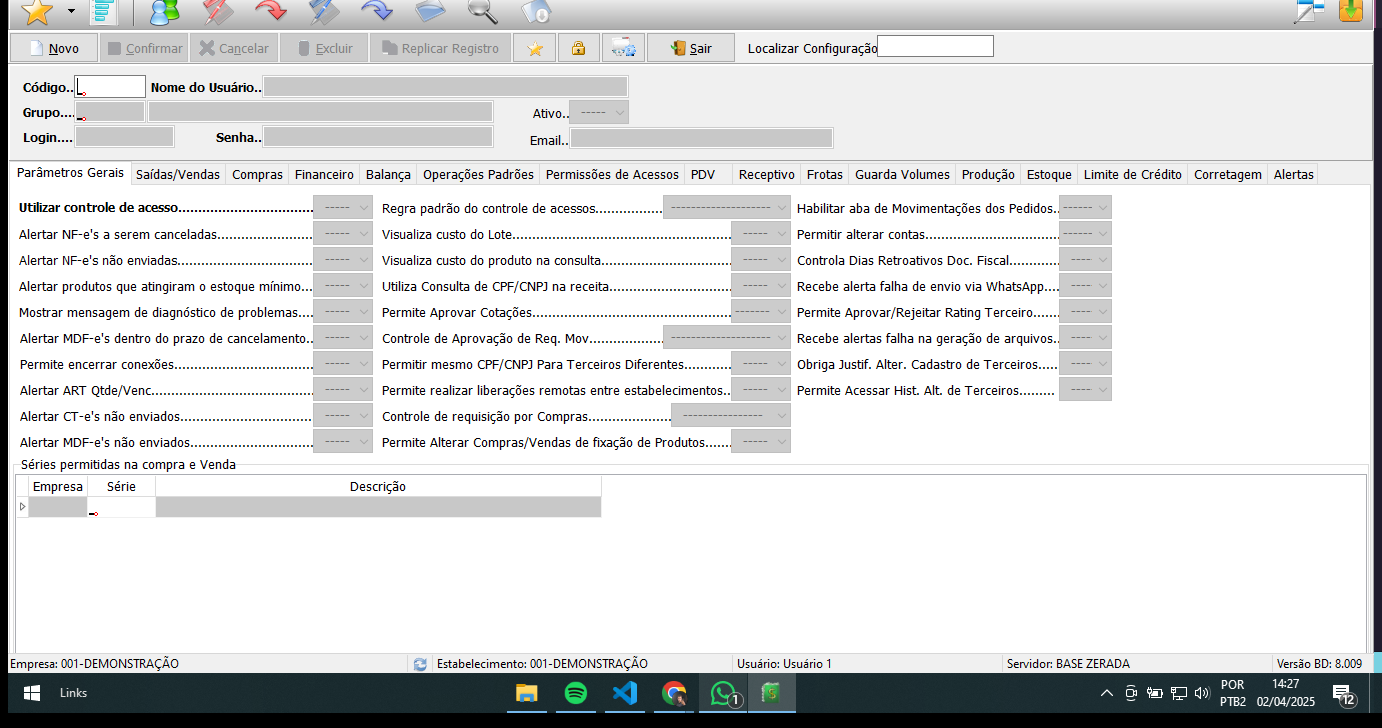 Novo Confirmar Cancelar Excluir Replicar Registro Sair Localizar Configuração
Código.. Nome do Usuário..
Grupo.... Ativo.. -----
Login.... Senha.. Email..
Parâmetros Gerais Saídas/Vendas Compras Financeiro Balança Operações Padrões Permissões de Acessos PDV Receptivo Frotas Guarda Volumes Produção Estoque Limite de Crédito Corretagem Alertas
Utilizar controle de acesso.................................. ----- Regra padrão do controle de acessos................. -------------------- Habilitar aba de Movimentações dos Pedidos.. ------
Alertar NF-e's a serem canceladas........................ ----- Visualiza custo do Lote....................................................... ----- Permitir alterar contas.................................. ------
Alertar NF-e's não enviadas.................................. ----- Visualiza custo do produto na consulta................................. ----- Controla Dias Retroativos Doc. Fiscal............. ----
Alertar produtos que atingiram o estoque mínimo... ----- Utiliza Consulta de CPF/CNPJ na receita.............................. ----- Recebe alerta falha de envio via WhatsApp.... ----
Mostrar mensagem de diagnóstico de problemas.... ----- Permite Aprovar Cotações.................................................. ------- Permite Aprovar/Rejeitar Rating Terceiro....... ----
Alertar MDF-e's dentro do prazo de cancelamento.. ----- Controle de Aprovação de Req. Mov................... -------------------- Recebe alertas falha na geração de arquivos.. ----
Permite encerrar conexões................................... ----- Permitir mesmo CPF/CNPJ Para Terceiros Diferentes............ ----- Obriga Justif. Alter. Cadastro de Terceiros..... ----
Alertar ART Qtde/Venc........................................ ----- Permite realizar liberações remotas entre estabelecimentos.. ----- Permite Acessar Hist. Alt. de Terceiros......... ----
Alertar CT-e's não enviados................................. ----- Controle de requisição por Compras..................... ----------------
Alertar MDF-e's não enviados............................... ----- Permite Alterar Compras/Vendas de fixação de Produtos...... -----
Séries permitidas na compra e Venda
Empresa Série Descrição
Empresa: 001-DEMONSTRAÇÃO Estabelecimento: 001-DEMONSTRAÇÃO Usuário: Usuário 1 Servidor: BASE ZERADA Versão BD: 8.009
Links 1 POR 14:27 12
PTB2 02/04/2025